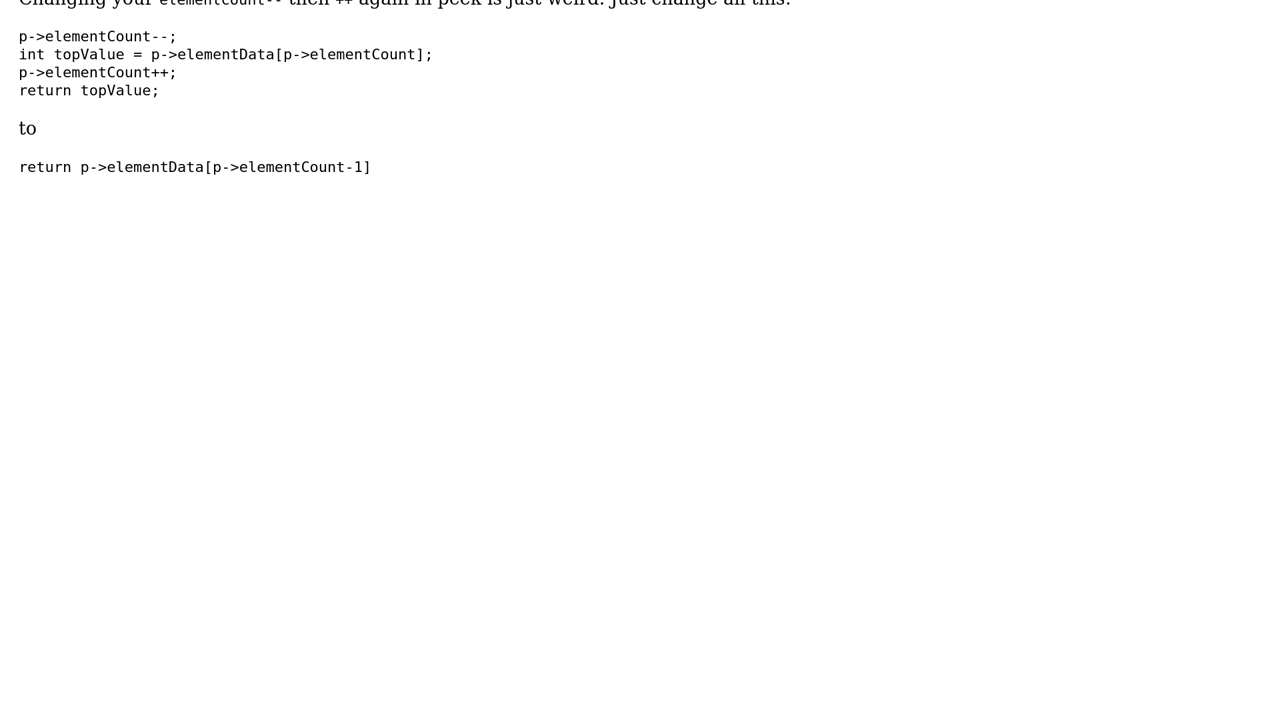 Changing your elementCount-- then ++ again in peek is just weird. Just change all this:
p->elementCount--;
int topValue = p->elementData[p->elementCount];
p->elementCount++;
return topValue;
to
return p->elementData[p->elementCount-1]